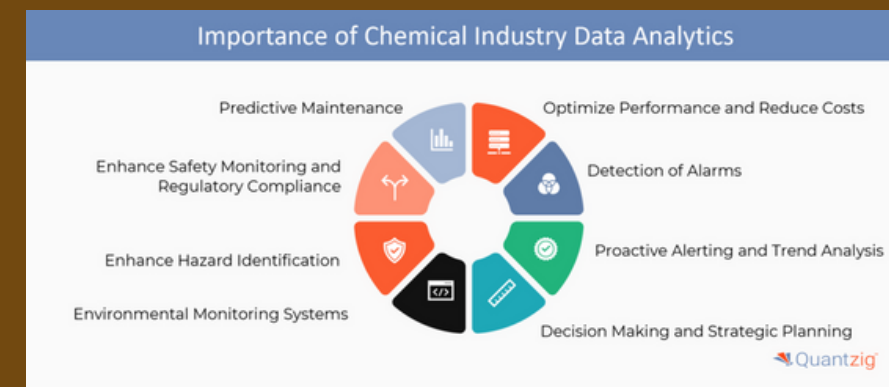 Importance of Chemical Industry Data Analytics
Predictive Maintenance
Optimize Performance and Reduce Costs
Enhance Safety Monitoring and
Regulatory Compliance
Detection of Alarms
Enhance Hazard Identification
Proactive Alerting and Trend Analysis
Environmental Monitoring Systems
</>
Decision Making and Strategic Planning
Quantzig